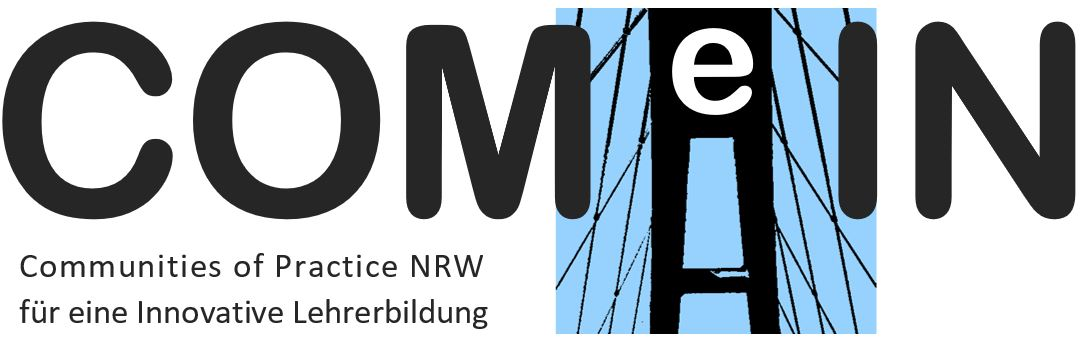 COMeIN
Communities of Practice NRW
für eine Innovative Lehrerbildung